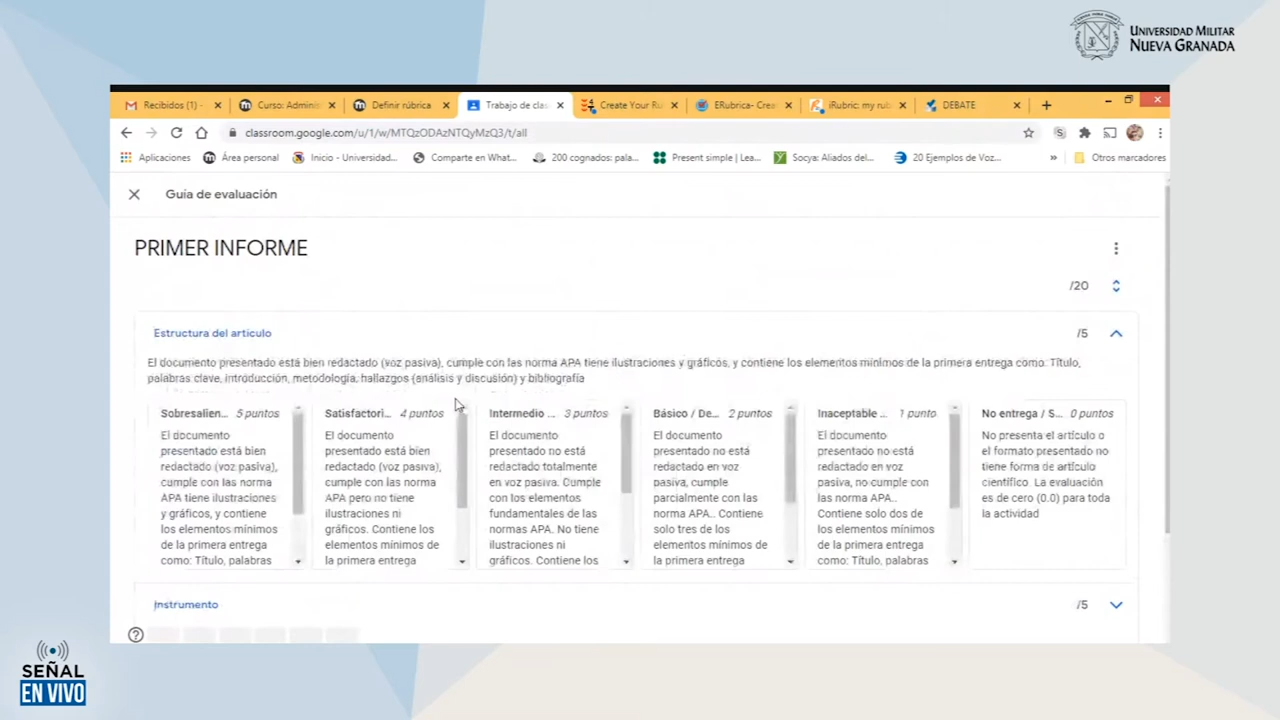 UNIVERSIDAD MILITAR
NUEVA GRANADA
Recibidos (1) -
Curso: Adminis
Definir rúbrica
Trabajo de clas
Create Your Ru
ERubrica- Crea
iRubric: my rub
DEBATE
classroom.google.com/u/1/w/MTQzODAzNTQyMzQ3/t/all
Aplicaciones
Área personal
Inicio - Universidad...
Comparte en What...
200 cognados: pala...
Present simple | Lea...
Socya: Aliados del...
20 Ejemplos de Voz...
»
Otros marcadores
Guía de evaluación
PRIMER INFORME
/20
Estructura del artículo
/5
El documento presentado está bien redactado (voz pasiva), cumple con las norma APA tiene ilustraciones y gráficos, y contiene los elementos mínimos de la primera entrega como: Título,
palabras clave, introducción, metodología, hallazgos (análisis y discusión) y bibliografía
Sobresalien... 5 puntos
El documento
presentado está bien
redactado (voz pasiva),
cumple con las norma
APA tiene ilustraciones
y gráficos, y contiene
los elementos mínimos
de la primera entrega
como: Título, palabras
Satisfactori... 4 puntos
El documento
presentado está bien
redactado (voz pasiva),
cumple con las norma
APA pero no tiene
ilustraciones ni
gráficos. Contiene los
elementos mínimos de
la primera entrega
Intermedio ... 3 puntos
El documento
presentado no está
redactado totalmente
en voz pasiva. Cumple
con los elementos
fundamentales de las
normas APA. No tiene
ilustraciones ni
gráficos. Contiene los
Básico / De... 2 puntos
El documento
presentado no está
redactado en voz
pasiva, cumple
parcialmente con las
norma APA.. Contiene
solo tres de los
elementos mínimos de
la primera entrega
Inaceptable ... 1 punto
El documento
presentado no está
redactado en voz
pasiva, no cumple con
las norma APA..
Contiene solo dos de
los elementos mínimos
de la primera entrega
como: Título, palabras
No entrega / S... 0 puntos
No presenta el artículo o
el formato presentado no
tiene forma de artículo
científico. La evaluación
es de cero (0.0) para toda
la actividad
Instrumento
/5
SEÑAL
EN VIVO